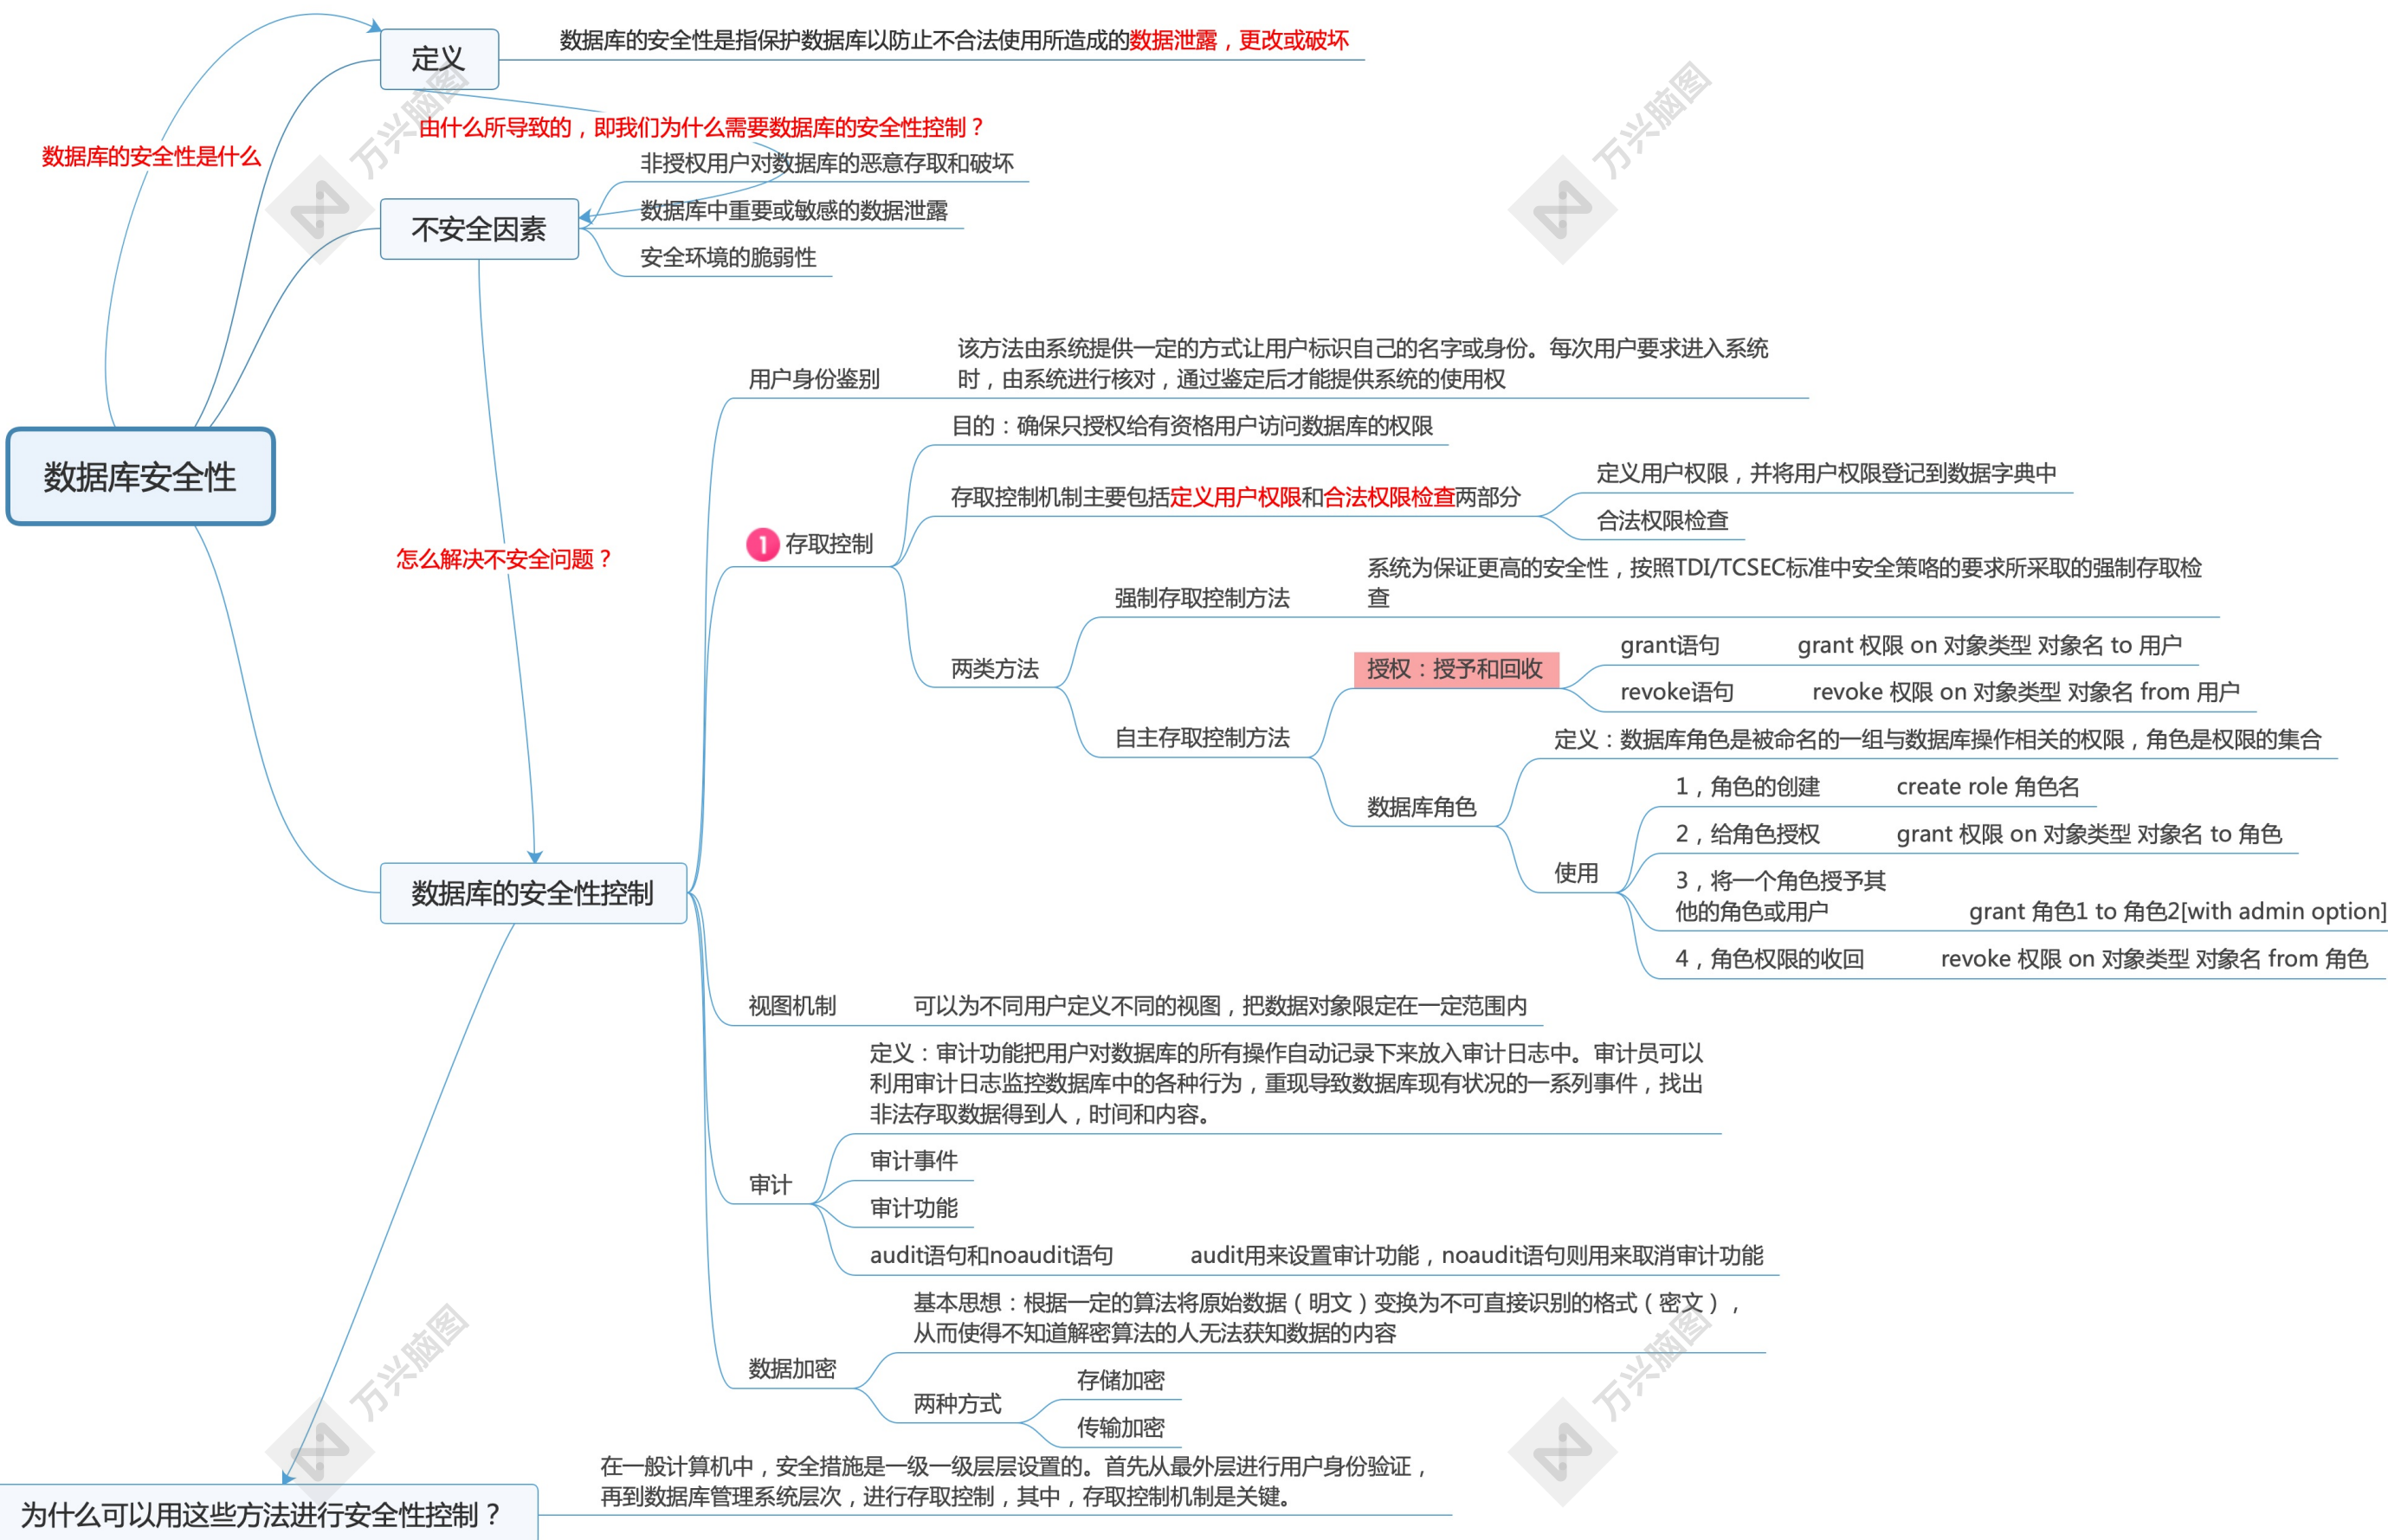 定义
数据库的安全性是指保护数据库以防止不合法使用所造成的数据泄露，更改或破坏
由什么所导致的，即我们为什么需要数据库的安全性控制？
数据库的安全性是什么
非授权用户对数据库的恶意存取和破坏
不安全因素
数据库中重要或敏感的数据泄露
安全环境的脆弱性
用户身份鉴别
该方法由系统提供一定的方式让用户标识自己的名字或身份。每次用户要求进入系统
时，由系统进行核对，通过鉴定后才能提供系统的使用权
目的：确保只授权给有资格用户访问数据库的权限
数据库安全性
存取控制机制主要包括定义用户权限和合法权限检查两部分
定义用户权限，并将用户权限登记到数据字典中
合法权限检查
1 存取控制
怎么解决不安全问题？
强制存取控制方法
系统为保证更高的安全性，按照TDI/TCSEC标准中安全策咯的要求所采取的强制存取检
查
两类方法
授权：授予和回收
grant语句 grant 权限 on 对象类型 对象名 to 用户
revoke语句 revoke 权限 on 对象类型 对象名 from 用户
自主存取控制方法
定义：数据库角色是被命名的一组与数据库操作相关的权限，角色是权限的集合
数据库角色
1，角色的创建 create role 角色名
2，给角色授权 grant 权限 on 对象类型 对象名 to 角色
使用
3，将一个角色授予其
他的角色或用户 grant 角色1 to 角色2[with admin option]
4，角色权限的收回 revoke 权限 on 对象类型 对象名 from 角色
数据库的安全性控制
视图机制 可以为不同用户定义不同的视图，把数据对象限定在一定范围内
定义：审计功能把用户对数据库的所有操作自动记录下来放入审计日志中。审计员可以
利用审计日志监控数据库中的各种行为，重现导致数据库现有状况的一系列事件，找出
非法存取数据得到人，时间和内容。
审计事件
审计
审计功能
audit语句和noaudit语句 audit用来设置审计功能，noaudit语句则用来取消审计功能
基本思想：根据一定的算法将原始数据（明文）变换为不可直接识别的格式（密文），
从而使得不知道解密算法的人无法获知数据的内容
数据加密
两种方式
存储加密
传输加密
为什么可以用这些方法进行安全性控制？
在一般计算机中，安全措施是一级一级层层设置的。首先从最外层进行用户身份验证，
再到数据库管理系统层次，进行存取控制，其中，存取控制机制是关键。
万兴脑图
万兴脑图
万兴脑图
万兴脑图